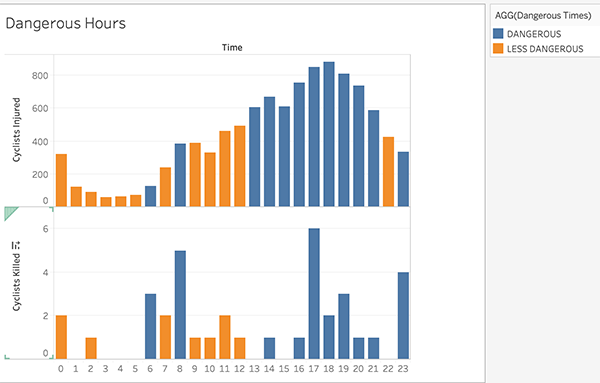 Dangerous Hours
Time
Cyclists Injured
800
600
400
200
0
Cyclists Killed
6
4
2
0
0 1 2 3 4 5 6 7 8 9 10 11 12 13 14 15 16 17 18 19 20 21 22 23
AGG(Dangerous Times)
DANGEROUS
LESS DANGEROUS